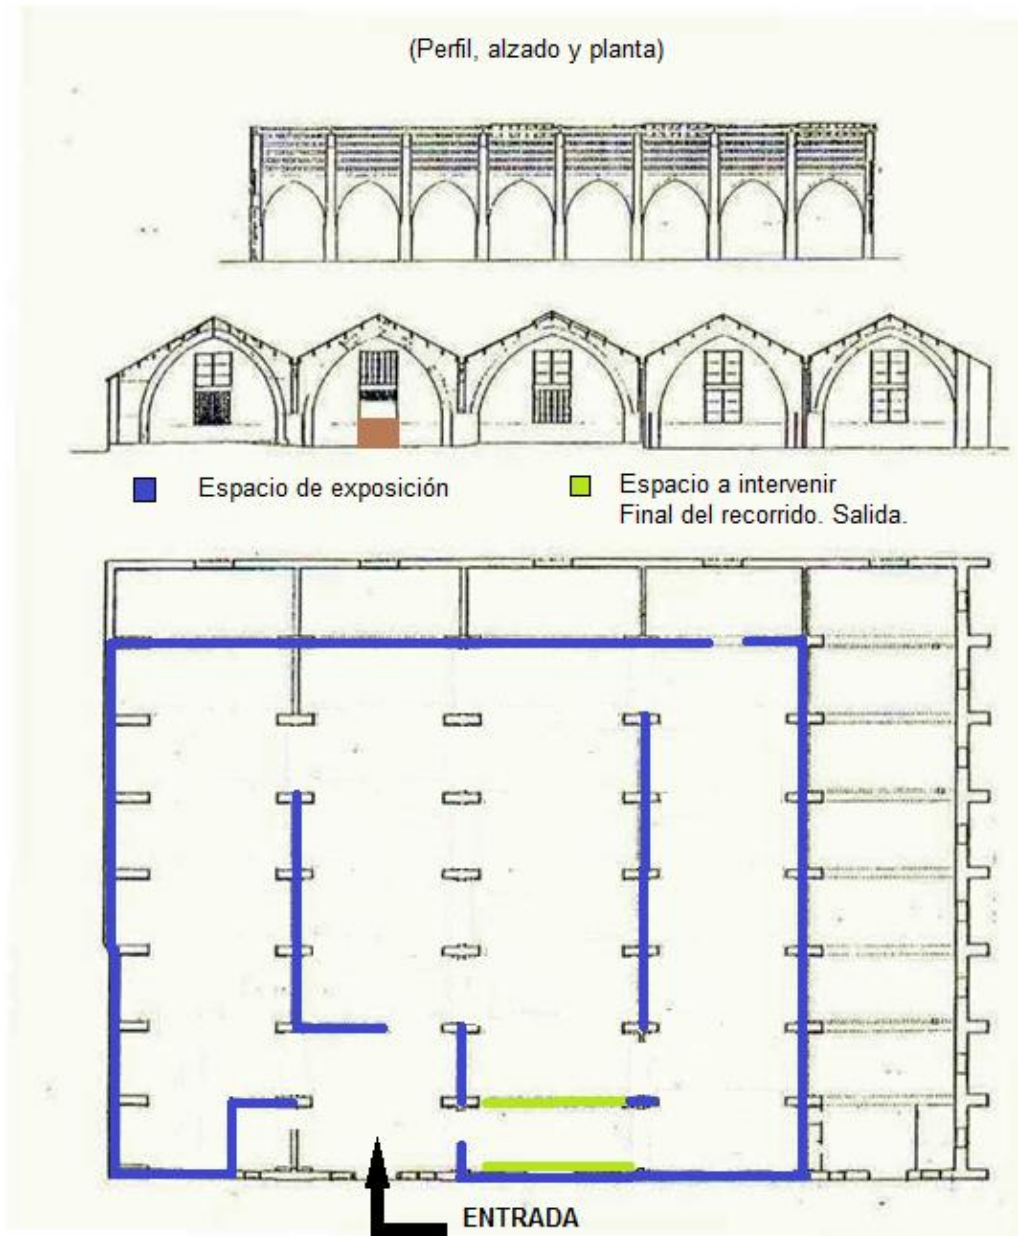 (Perfil, alzado y planta)
Espacio de exposición
Espacio a intervenir
Final del recorrido. Salida.
ENTRADA